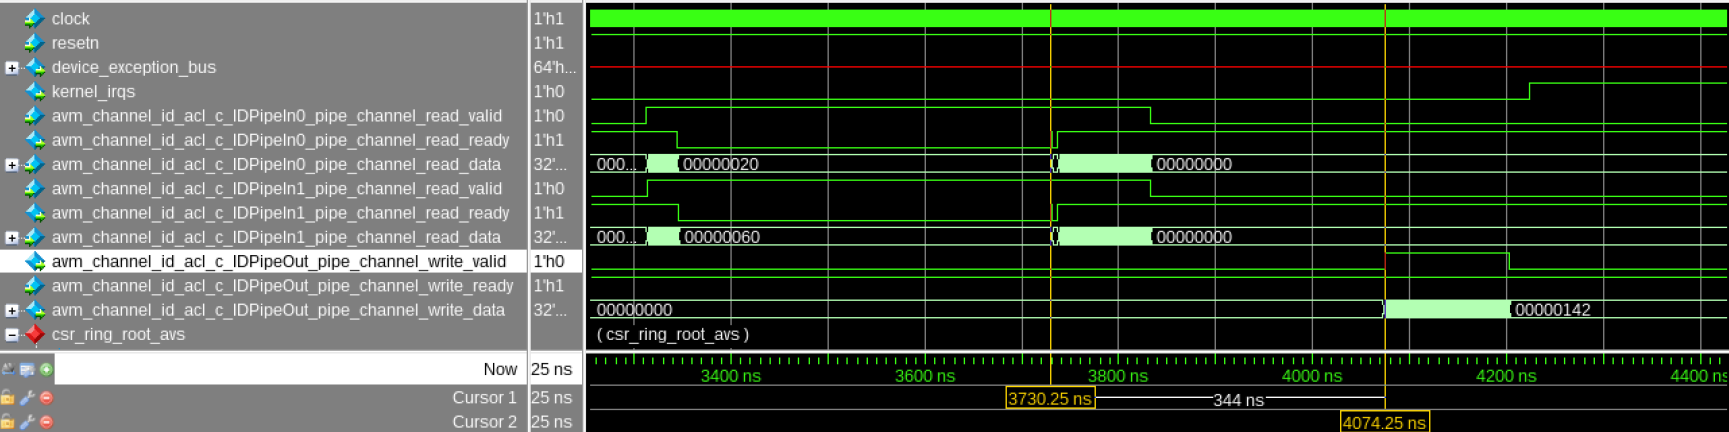 clock 1'h1
resetn 1'h1
device_exception_bus 64'h...
kernel_irqs 1'h0
avm_channel_id_acl_c_IDPipeIn0_pipe_channel_read_valid 1'h0
avm_channel_id_acl_c_IDPipeIn0_pipe_channel_read_ready 1'h1
avm_channel_id_acl_c_IDPipeIn0_pipe_channel_read_data 32'... 000... 00000020 00000000
avm_channel_id_acl_c_IDPipeIn1_pipe_channel_read_valid 1'h0
avm_channel_id_acl_c_IDPipeIn1_pipe_channel_read_ready 1'h1
avm_channel_id_acl_c_IDPipeIn1_pipe_channel_read_data 32'... 000... 00000060 00000000
avm_channel_id_acl_c_IDPipeOut_pipe_channel_write_valid 1'h0
avm_channel_id_acl_c_IDPipeOut_pipe_channel_write_ready 1'h1
avm_channel_id_acl_c_IDPipeOut_pipe_channel_write_data 32'... 00000000 00000142
csr_ring_root_avs ( csr_ring_root_avs )
Now 25 ns 3400 ns 3600 ns 3800 ns 4000 ns 4200 ns 4400 n
Cursor 1 25 ns 3730.25 ns 344 ns
Cursor 2 25 ns 4074.25 ns